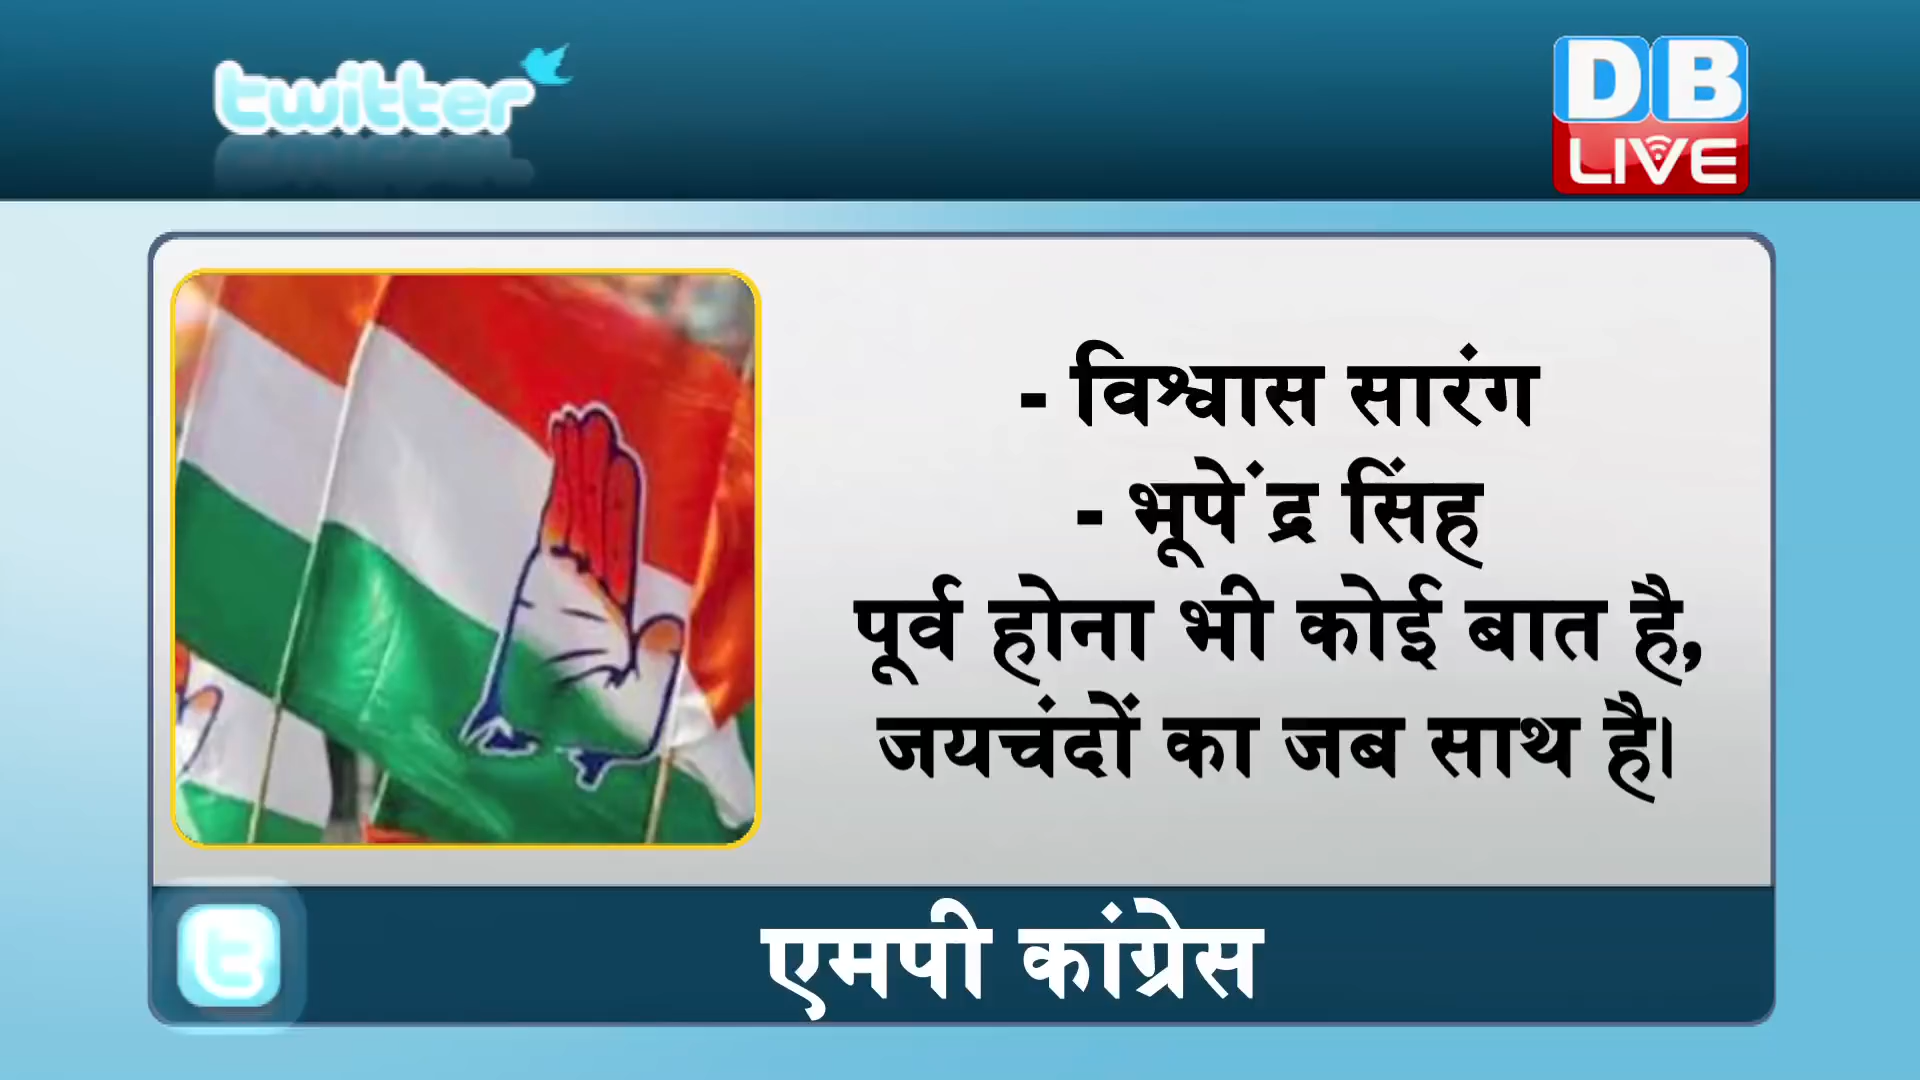 twitter
DB
LIVE
- विश्वास सारंग
- भूपेंद्र सिंह
पूर्व होना भी कोई बात है,
जयचंदों का जब साथ है।
t
एमपी कांग्रेस